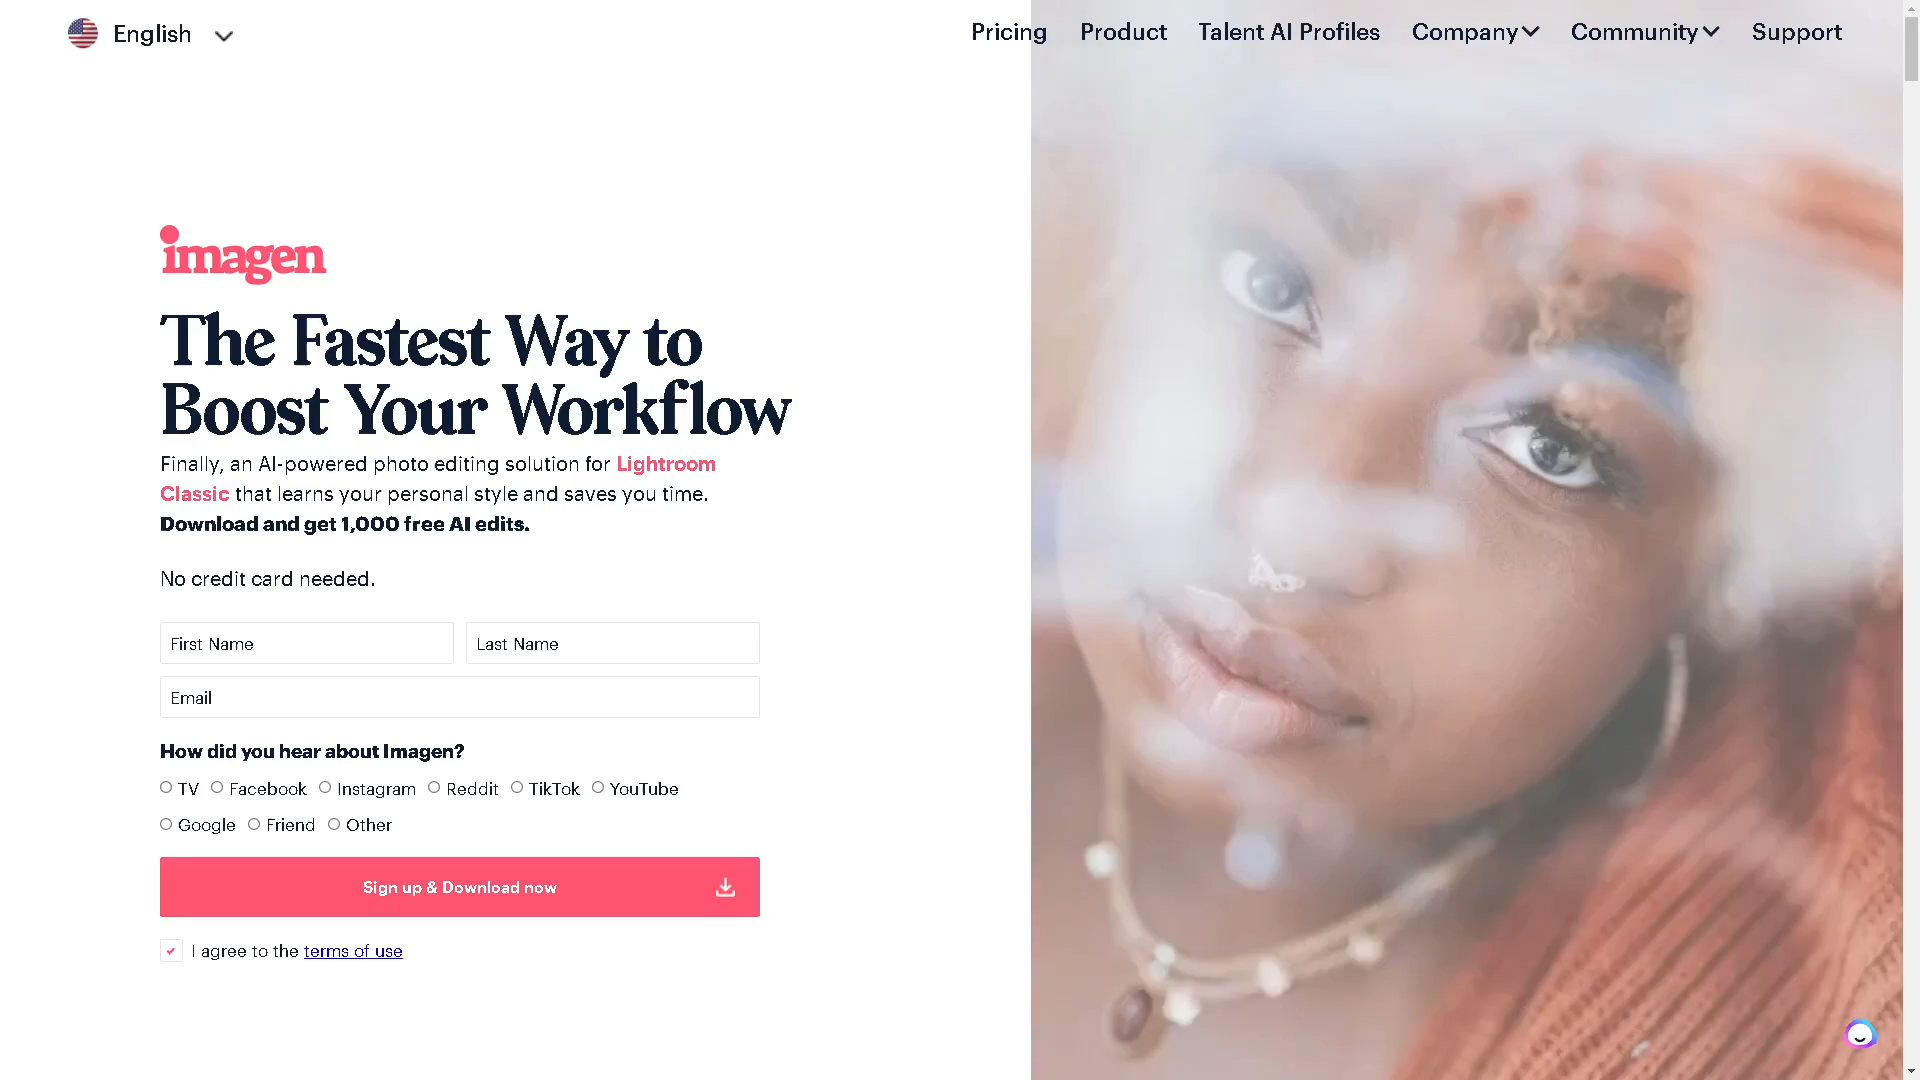 English
Pricing Product Talent AI Profiles Company Community Support
imagen
The Fastest Way to
Boost Your Workflow
Finally, an AI-powered photo editing solution for Lightroom
Classic that learns your personal style and saves you time.
Download and get 1,000 free AI edits.
No credit card needed.
First Name Last Name
Email
How did you hear about Imagen?
TV Facebook Instagram Reddit TikTok YouTube
Google Friend Other
Sign up & Download now
I agree to the terms of use